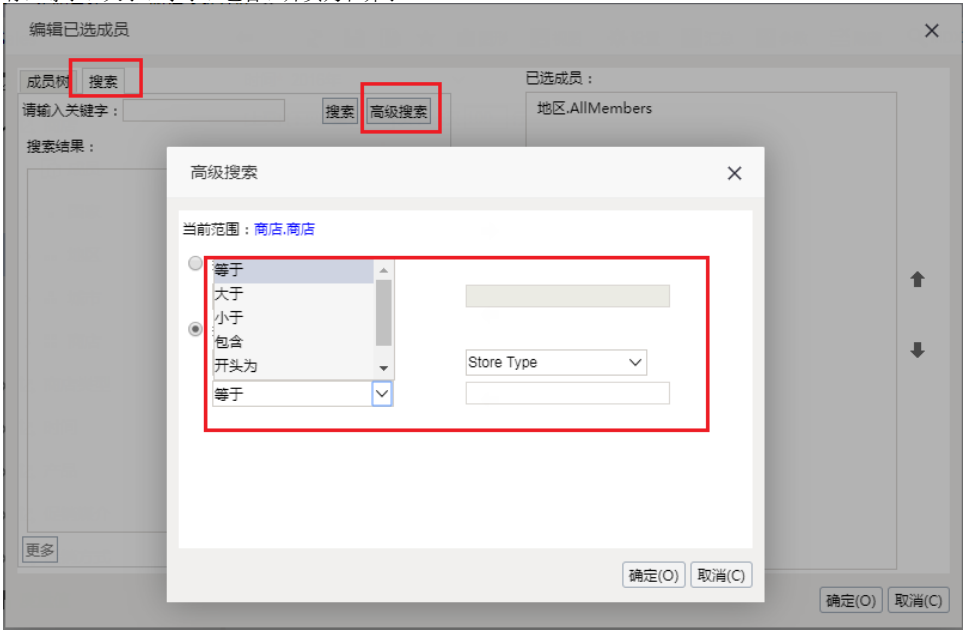 编辑已选成员
成员树 搜索
已选成员：
请输入关键字： 搜索 高级搜索
地区.AllMembers
搜索结果：
高级搜索
当前范围：商店.商店
等于
大于
小于
包含
开头为
Store Type
等于
更多
确定(O) 取消(C)
确定(O) 取消(C)